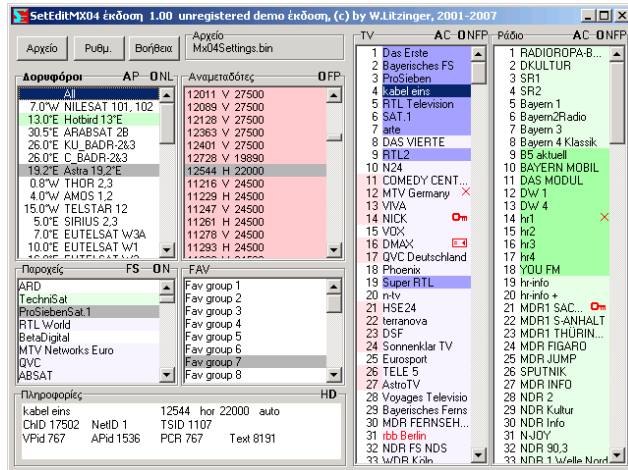 SetEditMX04 έκδοση 1.00 unregistered demo έκδοση, (c) by W.Litzinger, 2001-2007
Αρχείο
Ρυθμ.
Βοήθεια
Αρχείο
Mx04Settings.bin
Δορυφόροι AP ONL
All
7.0°W NILESAT 101, 102
13.0°E Hotbird 13°E
30.5°E ARABSAT 2B
26.0°E KU_BADR-2&3
26.0°E C_BADR-2&3
19.2°E Astra 19,2°E
0.8°W THOR 2,3
4.0°W AMOS 1,2
15.0°W TELSTAR 12
5.0°E SIRIUS 2,3
7.0°E EUTELSAT W3A
10.0°E EUTELSAT W1
16.0°E EUTELSAT W2
Αναμεταδότες OFP
12011 V 27500
12089 V 27500
12128 V 27500
12363 V 27500
12401 V 27500
12728 V 19890
12544 H 22000
11216 V 24500
11229 H 24500
11247 V 24500
11261 H 24500
11278 V 24500
11293 H 24500
Παροχείς FS ON
ARD
TechniSat
ProSiebenSat.1
RTL World
BetaDigital
MTV Networks Euro
QVC
ABSAT
FAV
Fav group 1
Fav group 2
Fav group 3
Fav group 4
Fav group 5
Fav group 6
Fav group 7
Fav group 8
Πληροφορίες HD
kabel eins 12544 hor 22000 auto
ChID 17502 NetID 1 TSID 1107
VPid 767 APid 1536 PCR 767 Text 8191
TV AC ONFP
1 Das Erste
2 Bayerisches FS
3 ProSieben
4 kabel eins
5 RTL Television
6 SAT.1
7 arte
8 DAS VIERTE
9 RTL2
10 N24
11 COMEDY CENT...
12 MTV Germany
13 VIVA
14 NICK
15 VOX
16 DMAX
17 QVC Deutschland
18 Phoenix
19 Super RTL
20 n-tv
21 HSE24
22 terranova
23 DSF
24 Sonnenklar TV
25 Eurosport
26 TELE 5
27 AstroTV
28 Voyages Televisio
29 Bayerisches Ferns
30 MDR FERNSEH...
31 rbb Berlin
32 NDR FS NDS
33 WDR Köln
Ράδιο AC ONFP
1 RADIOROPA-B...
2 DKULTUR
3 SR1
4 SR2
5 Bayern 1
6 Bayern2Radio
7 Bayern 3
8 Bayern 4 Klassik
9 B5 aktuell
10 BAYERN MOBIL
11 DAS MODUL
12 DW 1
13 DW 4
14 hr1
15 hr2
16 hr3
17 hr4
18 YOU FM
19 hr-info
20 hr-info +
21 MDR1 SAC...
22 MDR1 S-ANHALT
23 MDR1 THÜRIN...
24 MDR FIGARO
25 MDR JUMP
26 SPUTNIK
27 MDR INFO
28 NDR 2
29 NDR Kultur
30 NDR Info
31 N-JOY
32 NDR 90,3
33 NDR 1 Welle Nord